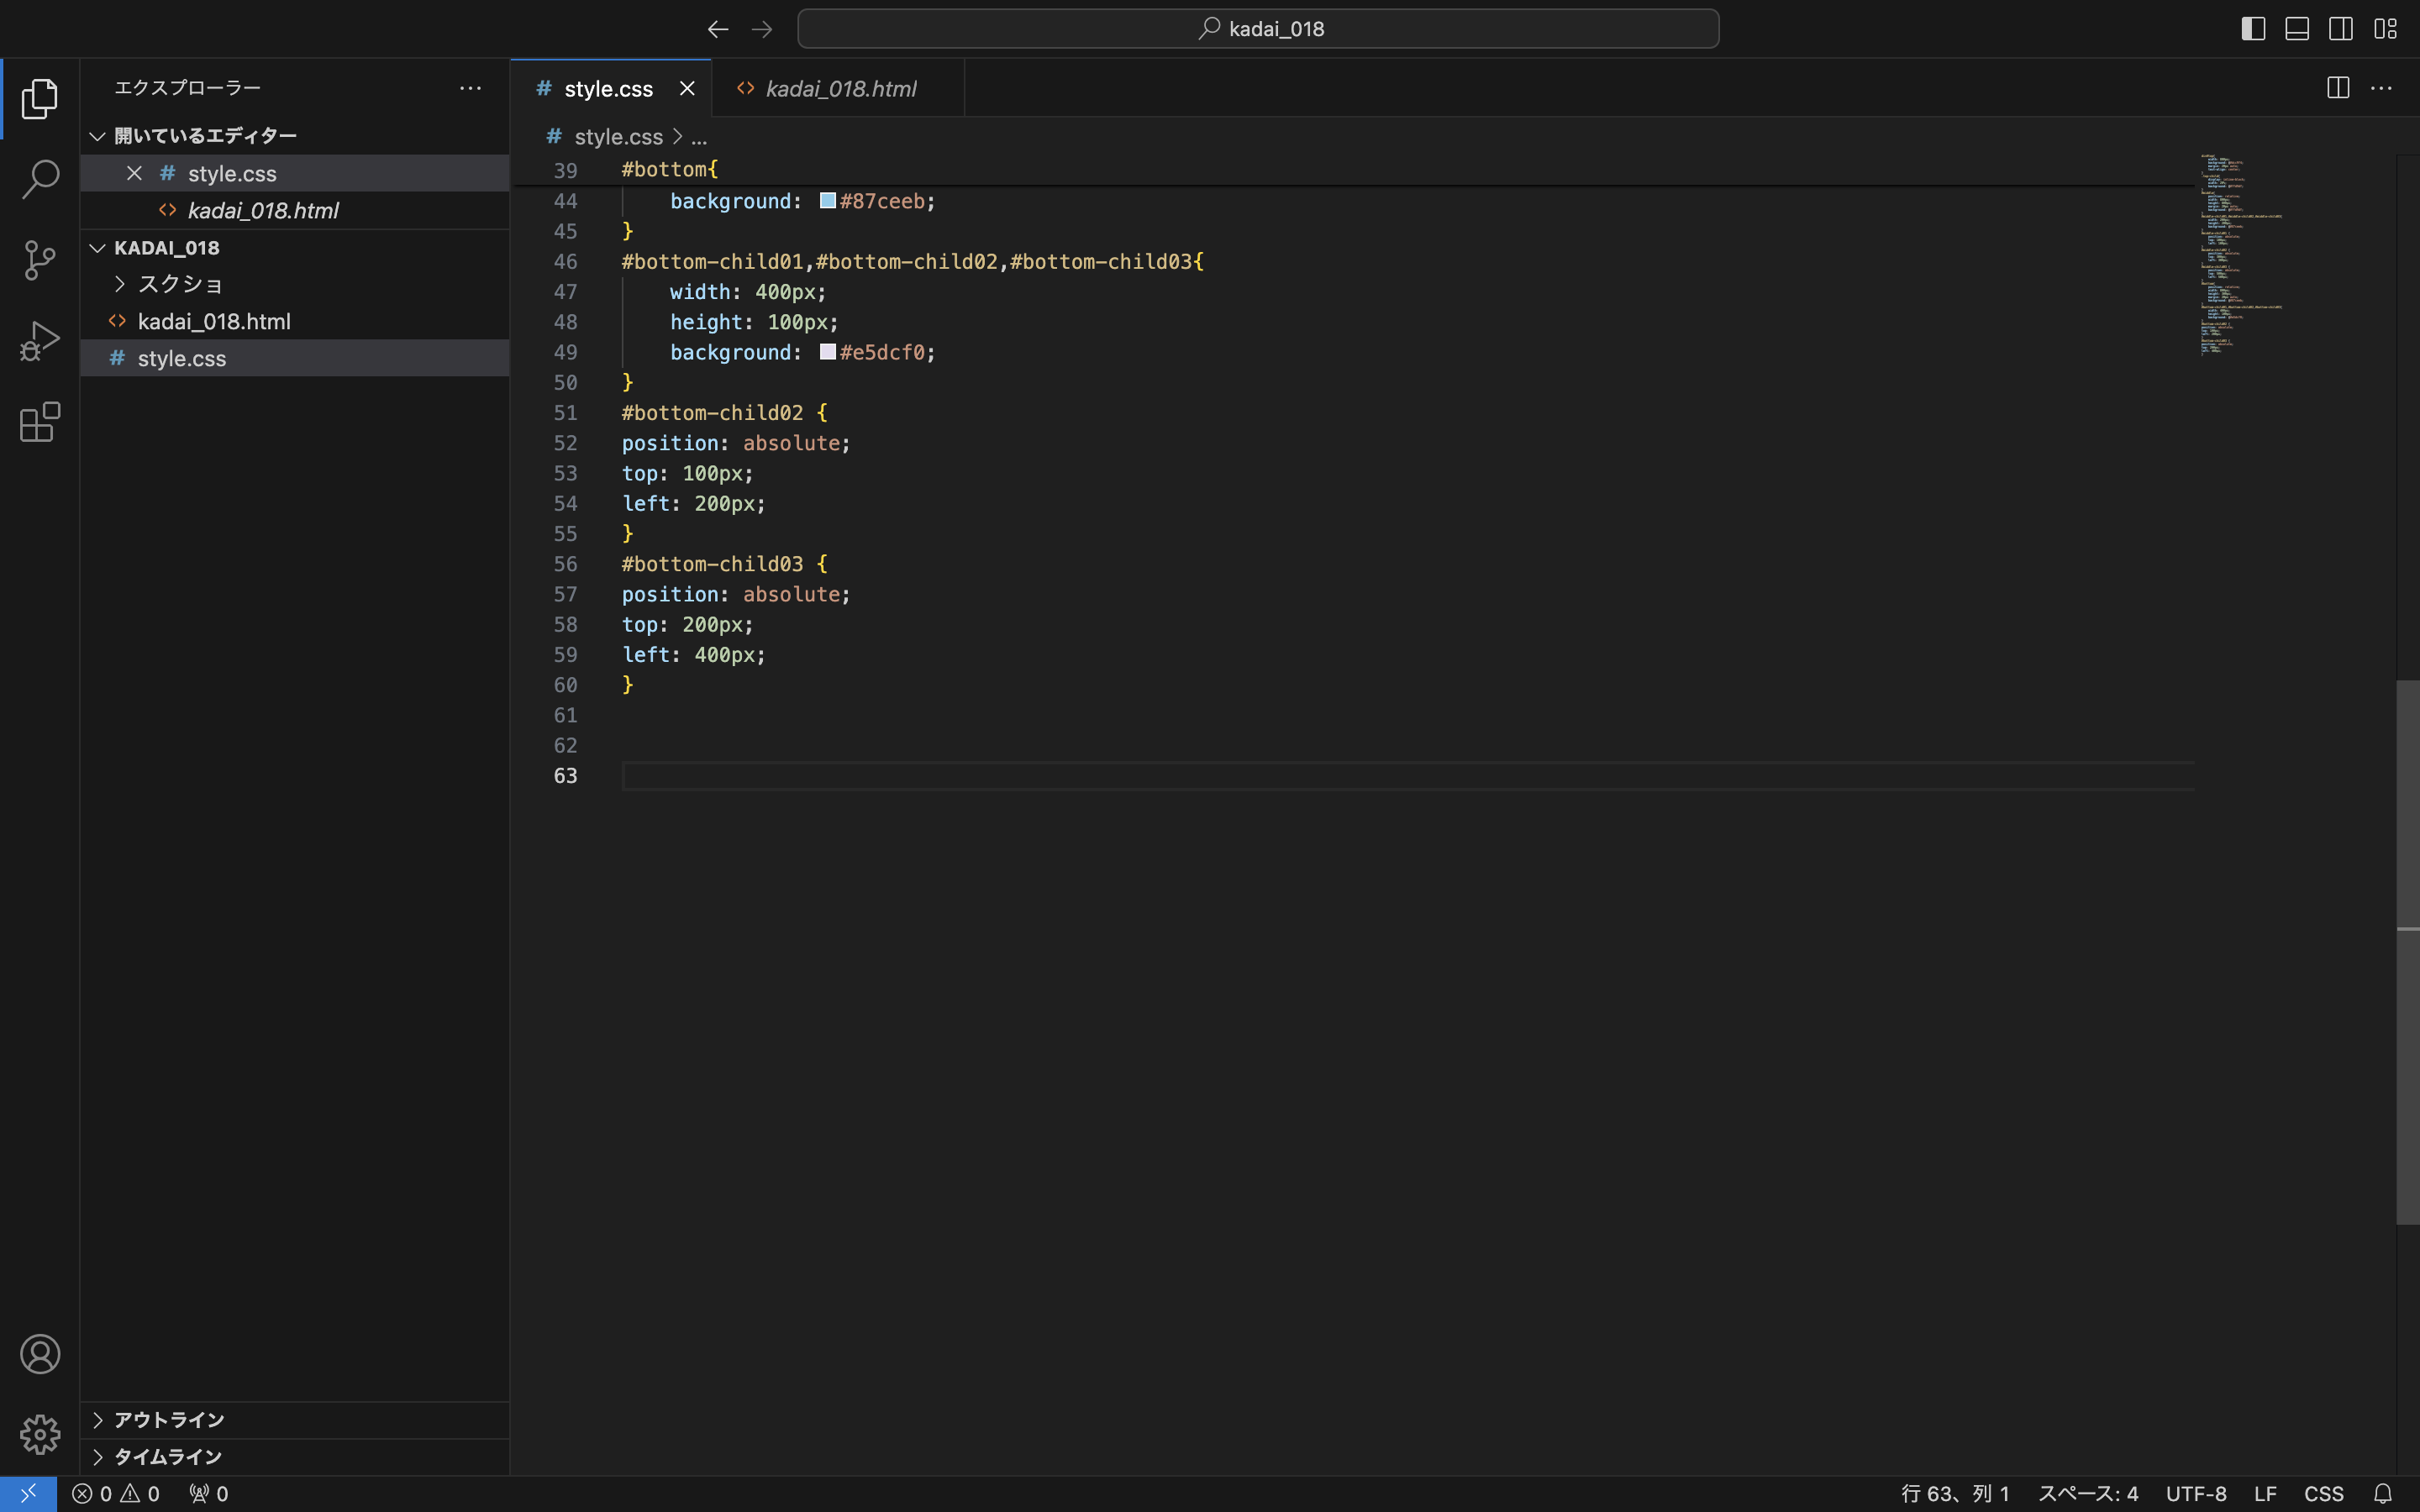 kadai_018
エクスプローラー
開いているエディター
style.css
kadai_018.html
KADAI_018
スクショ
kadai_018.html
style.css
アウトライン
タイムライン
# style.css
kadai_018.html
# style.css > ...
39 #bottom{
44 background: #87ceeb;
45 }
46 #bottom-child01,#bottom-child02,#bottom-child03{
47 width: 400px;
48 height: 100px;
49 background: #e5dcf0;
50 }
51 #bottom-child02 {
52 position: absolute;
53 top: 100px;
54 left: 200px;
55 }
56 #bottom-child03 {
57 position: absolute;
58 top: 200px;
59 left: 400px;
60 }
61
62
63
0 0 0
行 63、列 1 スペース: 4 UTF-8 LF CSS